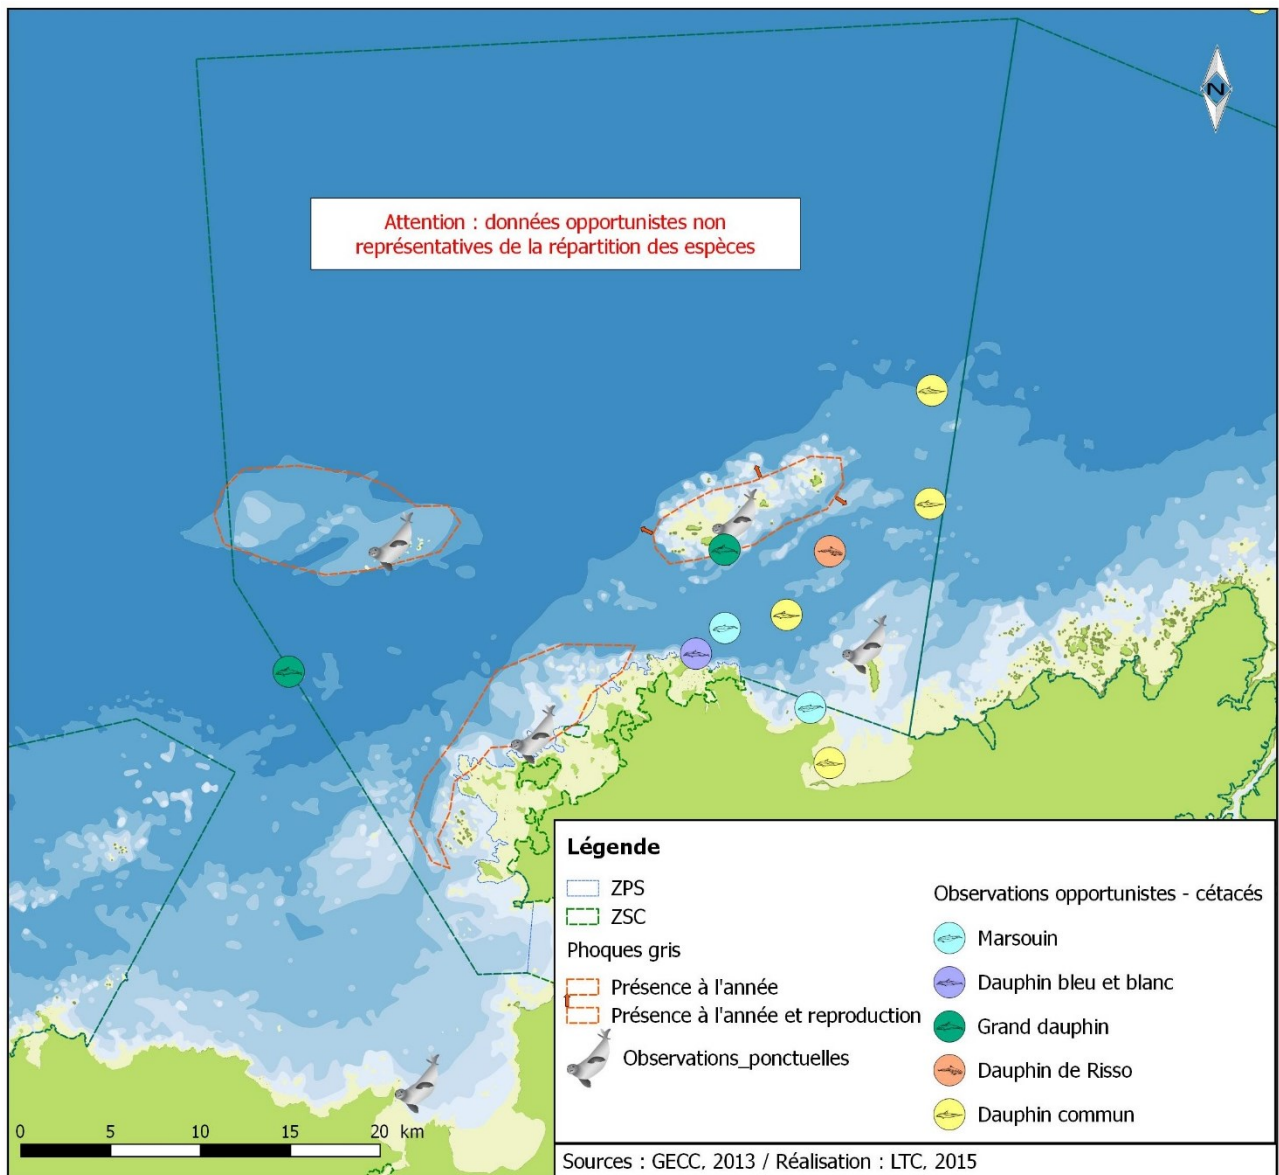 N
Attention : données opportunistes non
représentatives de la répartition des espèces
Légende
ZPS
ZSC
Phoques gris
Présence à l'année
Présence à l'année et reproduction
Observations_ponctuelles
Observations opportunistes - cétacés
Marsouin
Dauphin bleu et blanc
Grand dauphin
Dauphin de Risso
Dauphin commun
0 5 10 15 20 km
Sources : GECC, 2013 / Réalisation : LTC, 2015